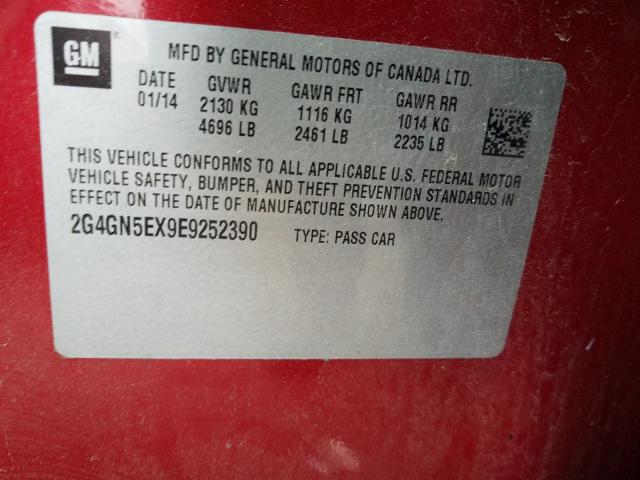 GM
MFD BY GENERAL MOTORS OF CANADA LTD.
DATE GVWR GAWR FRT GAWR RR
01/14 2130 KG 1116 KG 1014 KG
4696 LB 2461 LB 2235 LB
THIS VEHICLE CONFORMS TO ALL APPLICABLE U.S. FEDERAL MOTOR
VEHICLE SAFETY, BUMPER, AND THEFT PREVENTION STANDARDS IN
EFFECT ON THE DATE OF MANUFACTURE SHOWN ABOVE.
2G4GN5EX9E9252390 TYPE: PASS CAR